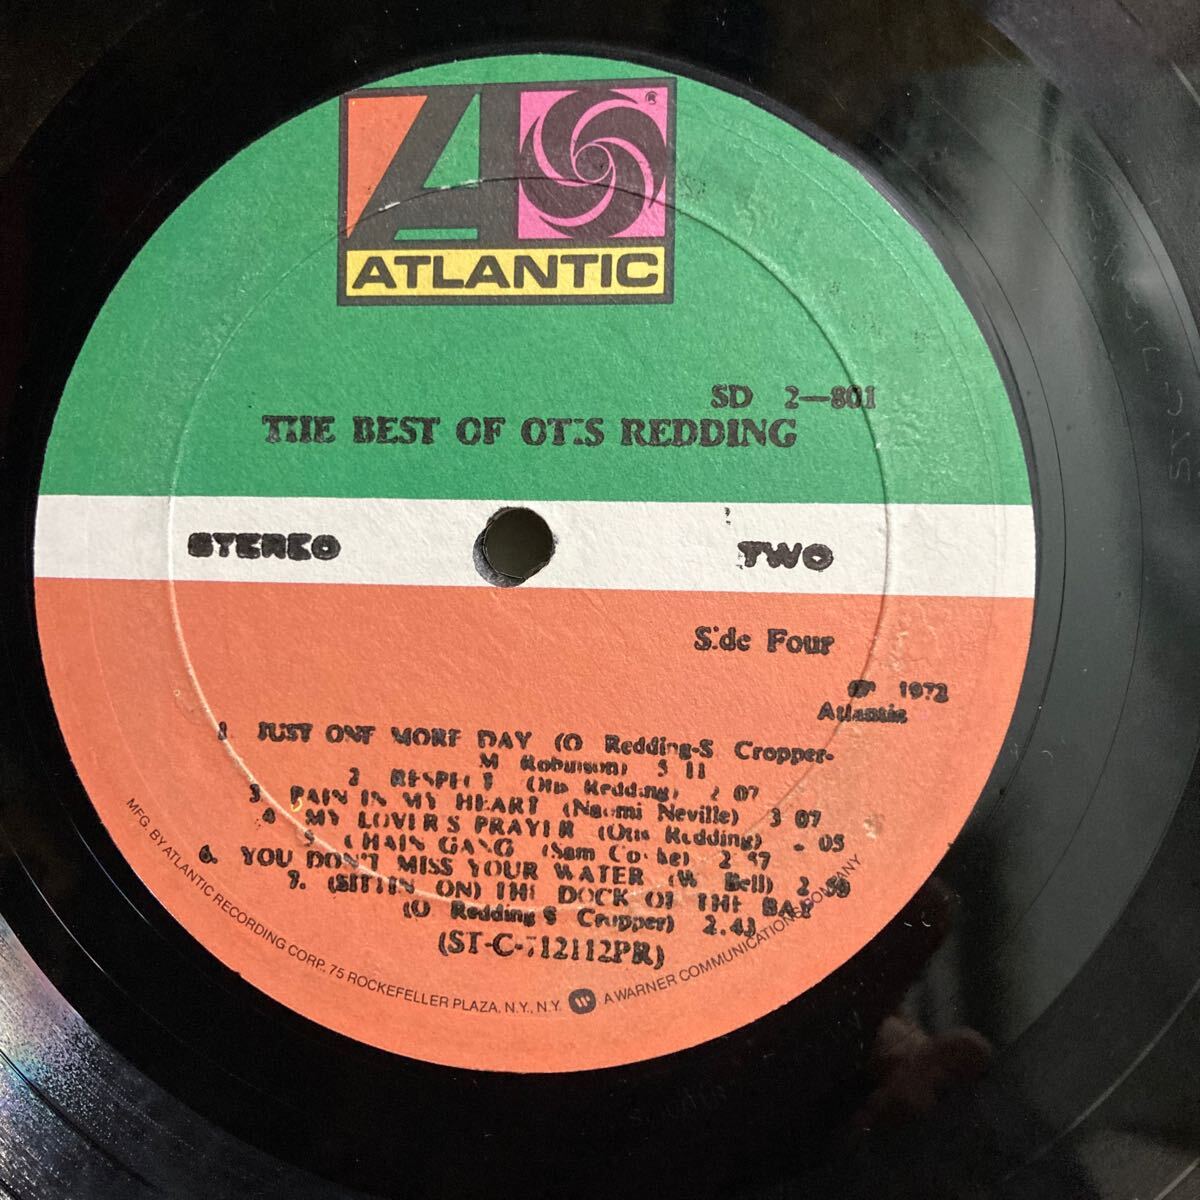 ATLANTIC
®
SD 2—801
THE BEST OF OTIS REDDING
STEREO
TWO
Side Four
℗ 1972
Atlantic
1 JUST ONE MORE DAY (O Redding-S Cropper-
M Robinson) 5 11
2 RESPECT (Otis Redding) 2 07
3. PAIN IN MY HEART (Naomi Neville) 3 07
4 MY LOVER'S PRAYER (Otis Redding) 05
5. CHAIN GANG (Sam Cooke) 2
6. YOU DON'T MISS YOUR WATER (W Bell) 2
7. (SITTIN ON) THE DOCK OF THE BAY
(O Redding-S Cropper) 2.43
(ST-C-712112PR)
MFG. BY ATLANTIC RECORDING CORP., 75 ROCKEFELLER PLAZA, N.Y., N.Y. A WARNER COMMUNICATIONS COMPANY